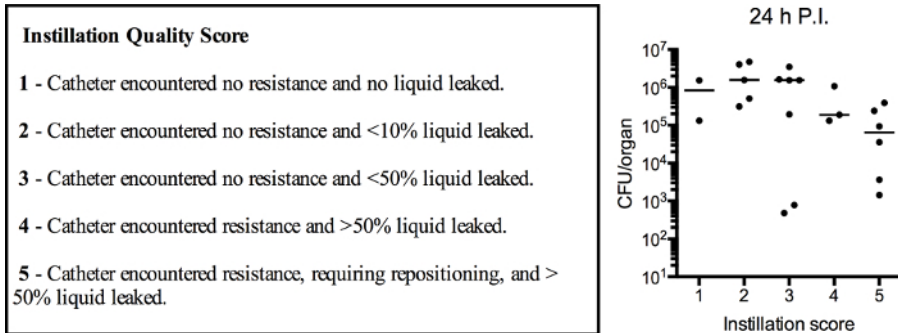 Instillation Quality Score
1 - Catheter encountered no resistance and no liquid leaked.
2 - Catheter encountered no resistance and <10% liquid leaked.
3 - Catheter encountered no resistance and <50% liquid leaked.
4 - Catheter encountered resistance and >50% liquid leaked.
5 - Catheter encountered resistance, requiring repositioning, and >
50% liquid leaked.
24 h P.I.
CFU/organ
10⁷
10⁶
10⁵
10⁴
10³
10²
10¹
1 2 3 4 5
Instillation score